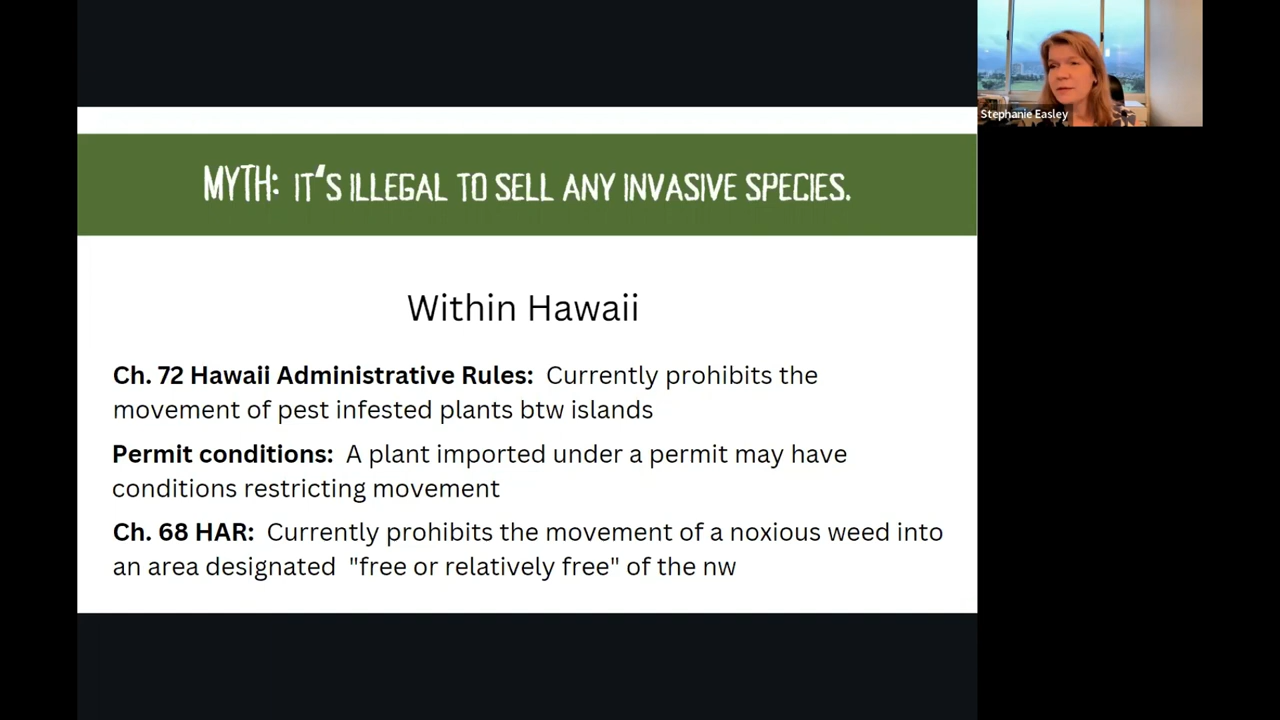 MYTH: IT'S ILLEGAL TO SELL ANY INVASIVE SPECIES.
Within Hawaii
Ch. 72 Hawaii Administrative Rules: Currently prohibits the
movement of pest infested plants btw islands
Permit conditions: A plant imported under a permit may have
conditions restricting movement
Ch. 68 HAR: Currently prohibits the movement of a noxious weed into
an area designated "free or relatively free" of the nw
Stephanie Easley